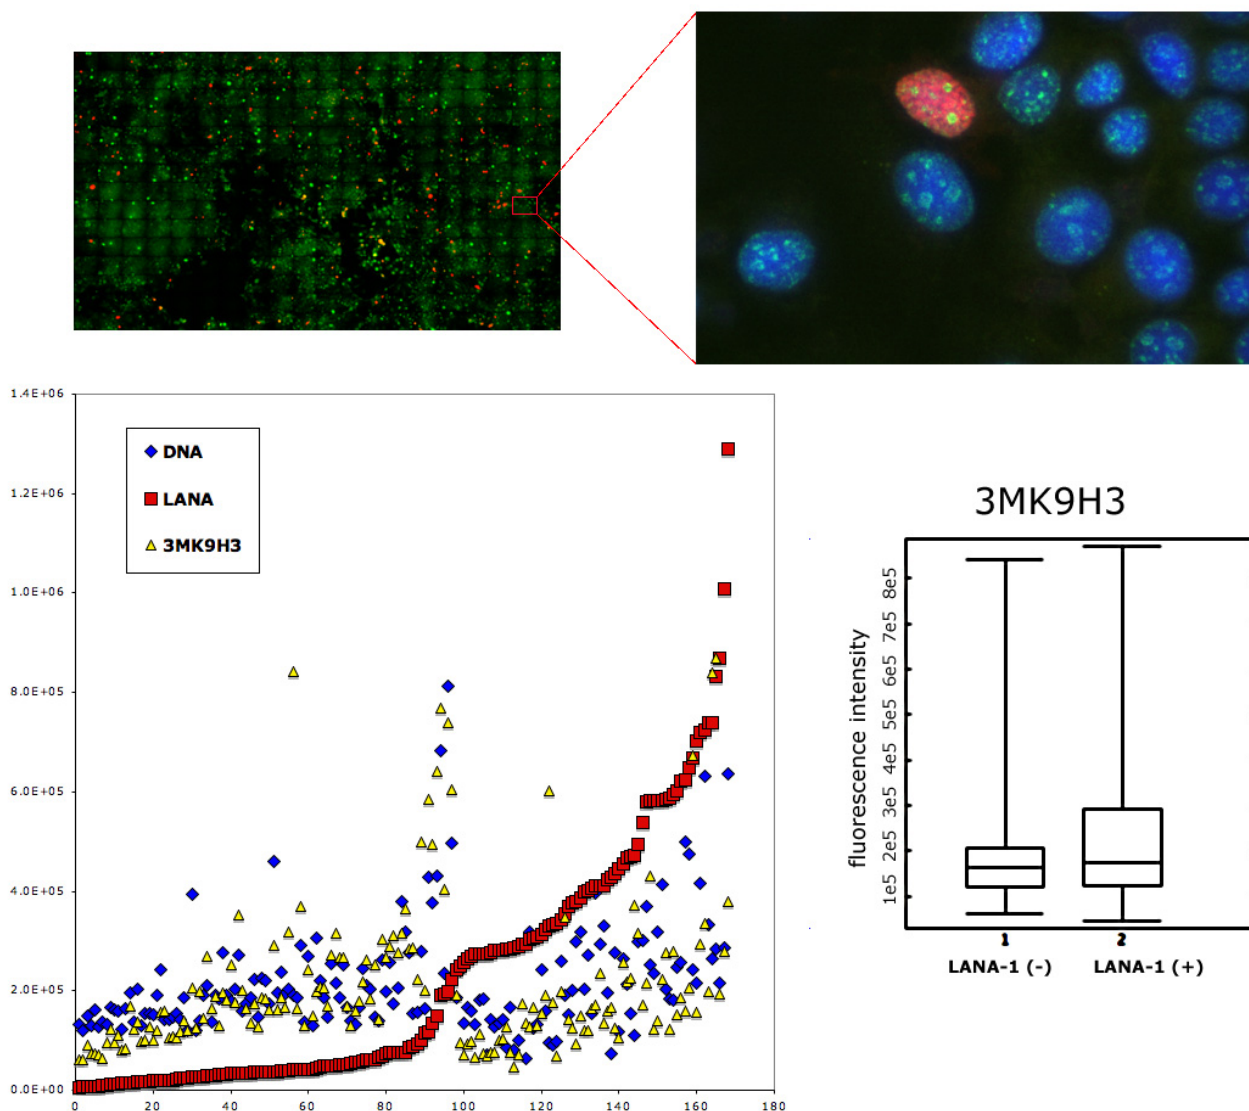 1.4E+06
1.2E+06
1.0E+06
8.0E+05
6.0E+05
4.0E+05
2.0E+05
0.0E+00
DNA
LANA
3MK9H3
0 20 40 60 80 100 120 140 160 180
3MK9H3
fluorescence intensity
8e5
7e5
6e5
5e5
4e5
3e5
2e5
1e5
1 2
LANA-1 (-) LANA-1 (+)